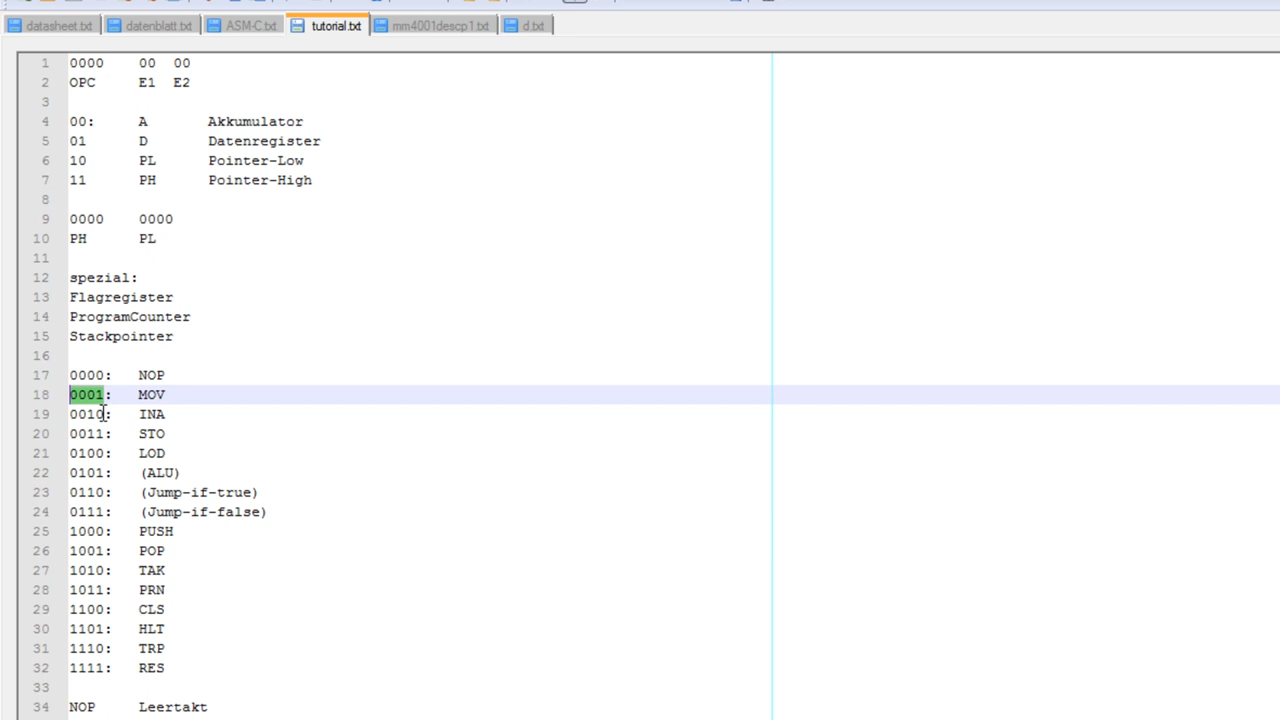 datasheet.txt datenblatt.txt ASM-C.txt tutorial.txt mm4001descp1.txt d.txt
1 0000 00 00
2 OPC E1 E2
3
4 00: A Akkumulator
5 01 D Datenregister
6 10 PL Pointer-Low
7 11 PH Pointer-High
8
9 0000 0000
10 PH PL
11
12 spezial:
13 Flagregister
14 ProgramCounter
15 Stackpointer
16
17 0000: NOP
18 0001: MOV
19 0010: INA
20 0011: STO
21 0100: LOD
22 0101: (ALU)
23 0110: (Jump-if-true)
24 0111: (Jump-if-false)
25 1000: PUSH
26 1001: POP
27 1010: TAK
28 1011: PRN
29 1100: CLS
30 1101: HLT
31 1110: TRP
32 1111: RES
33
34 NOP Leertakt